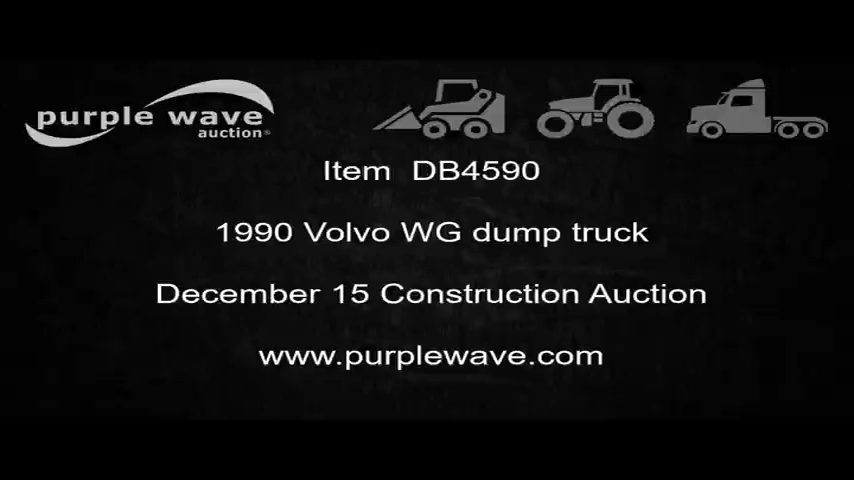 purple wave
auction®
Item DB4590
1990 Volvo WG dump truck
December 15 Construction Auction
www.purplewave.com